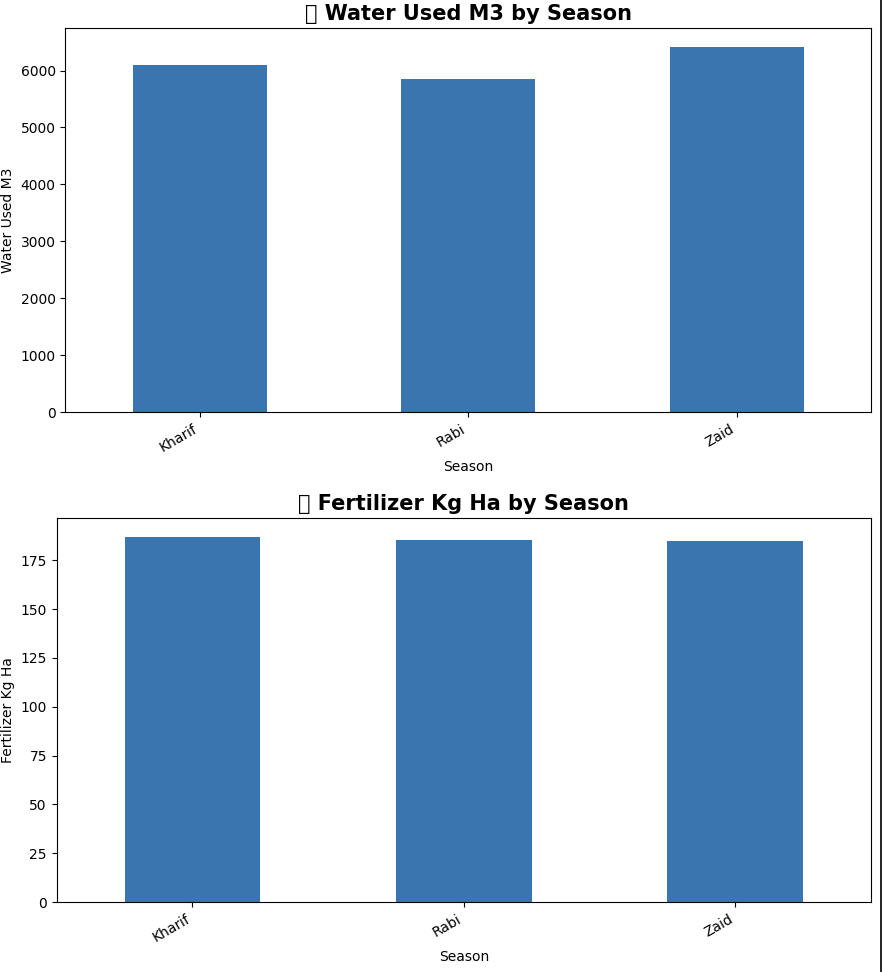 Water Used M3 by Season
Water Used M3
6000
5000
4000
3000
2000
1000
0
Kharif
Rabi
Zaid
Season
Fertilizer Kg Ha by Season
Fertilizer Kg Ha
175
150
125
100
75
50
25
0
Kharif
Rabi
Zaid
Season